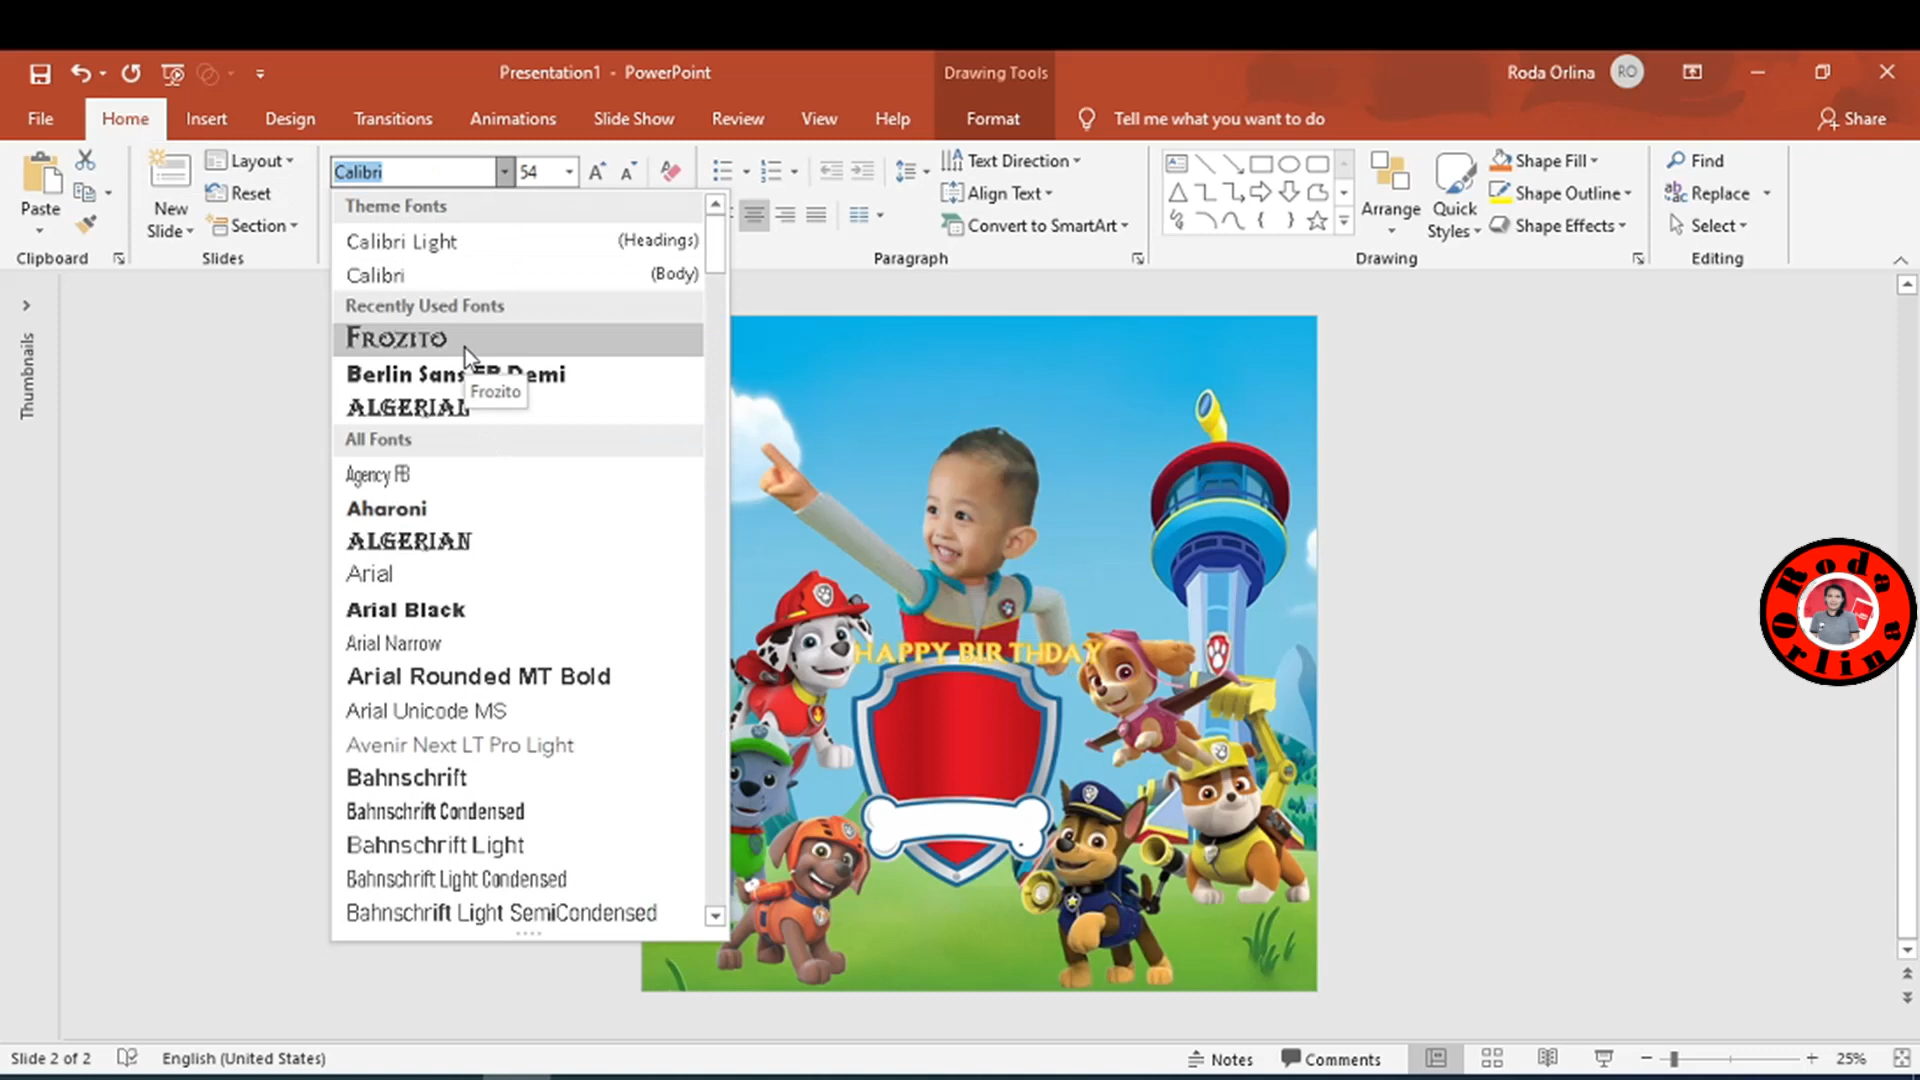 Presentation1 - PowerPoint
Drawing Tools
Roda Orlina
RO
File
Home
Insert
Design
Transitions
Animations
Slide Show
Review
View
Help
Format
Tell me what you want to do
Share
Paste
Clipboard
New
Slide
Layout
Reset
Section
Slides
Calibri
54
Text Direction
Align Text
Convert to SmartArt
Paragraph
Arrange
Quick
Styles
Shape Fill
Shape Outline
Shape Effects
Drawing
Find
Replace
Select
Editing
Theme Fonts
Calibri Light (Headings)
Calibri (Body)
Recently Used Fonts
Frozito
Berlin Sans FB Demi
Frozito
ALGERIAN
All Fonts
Agency FB
Aharoni
ALGERIAN
Arial
Arial Black
Arial Narrow
Arial Rounded MT Bold
Arial Unicode MS
Avenir Next LT Pro Light
Bahnschrift
Bahnschrift Condensed
Bahnschrift Light
Bahnschrift Light Condensed
Bahnschrift Light SemiCondensed
Thumbnails
HAPPY BIRTHDAY
Roda
Orlina
Slide 2 of 2
English (United States)
Notes
Comments
25%